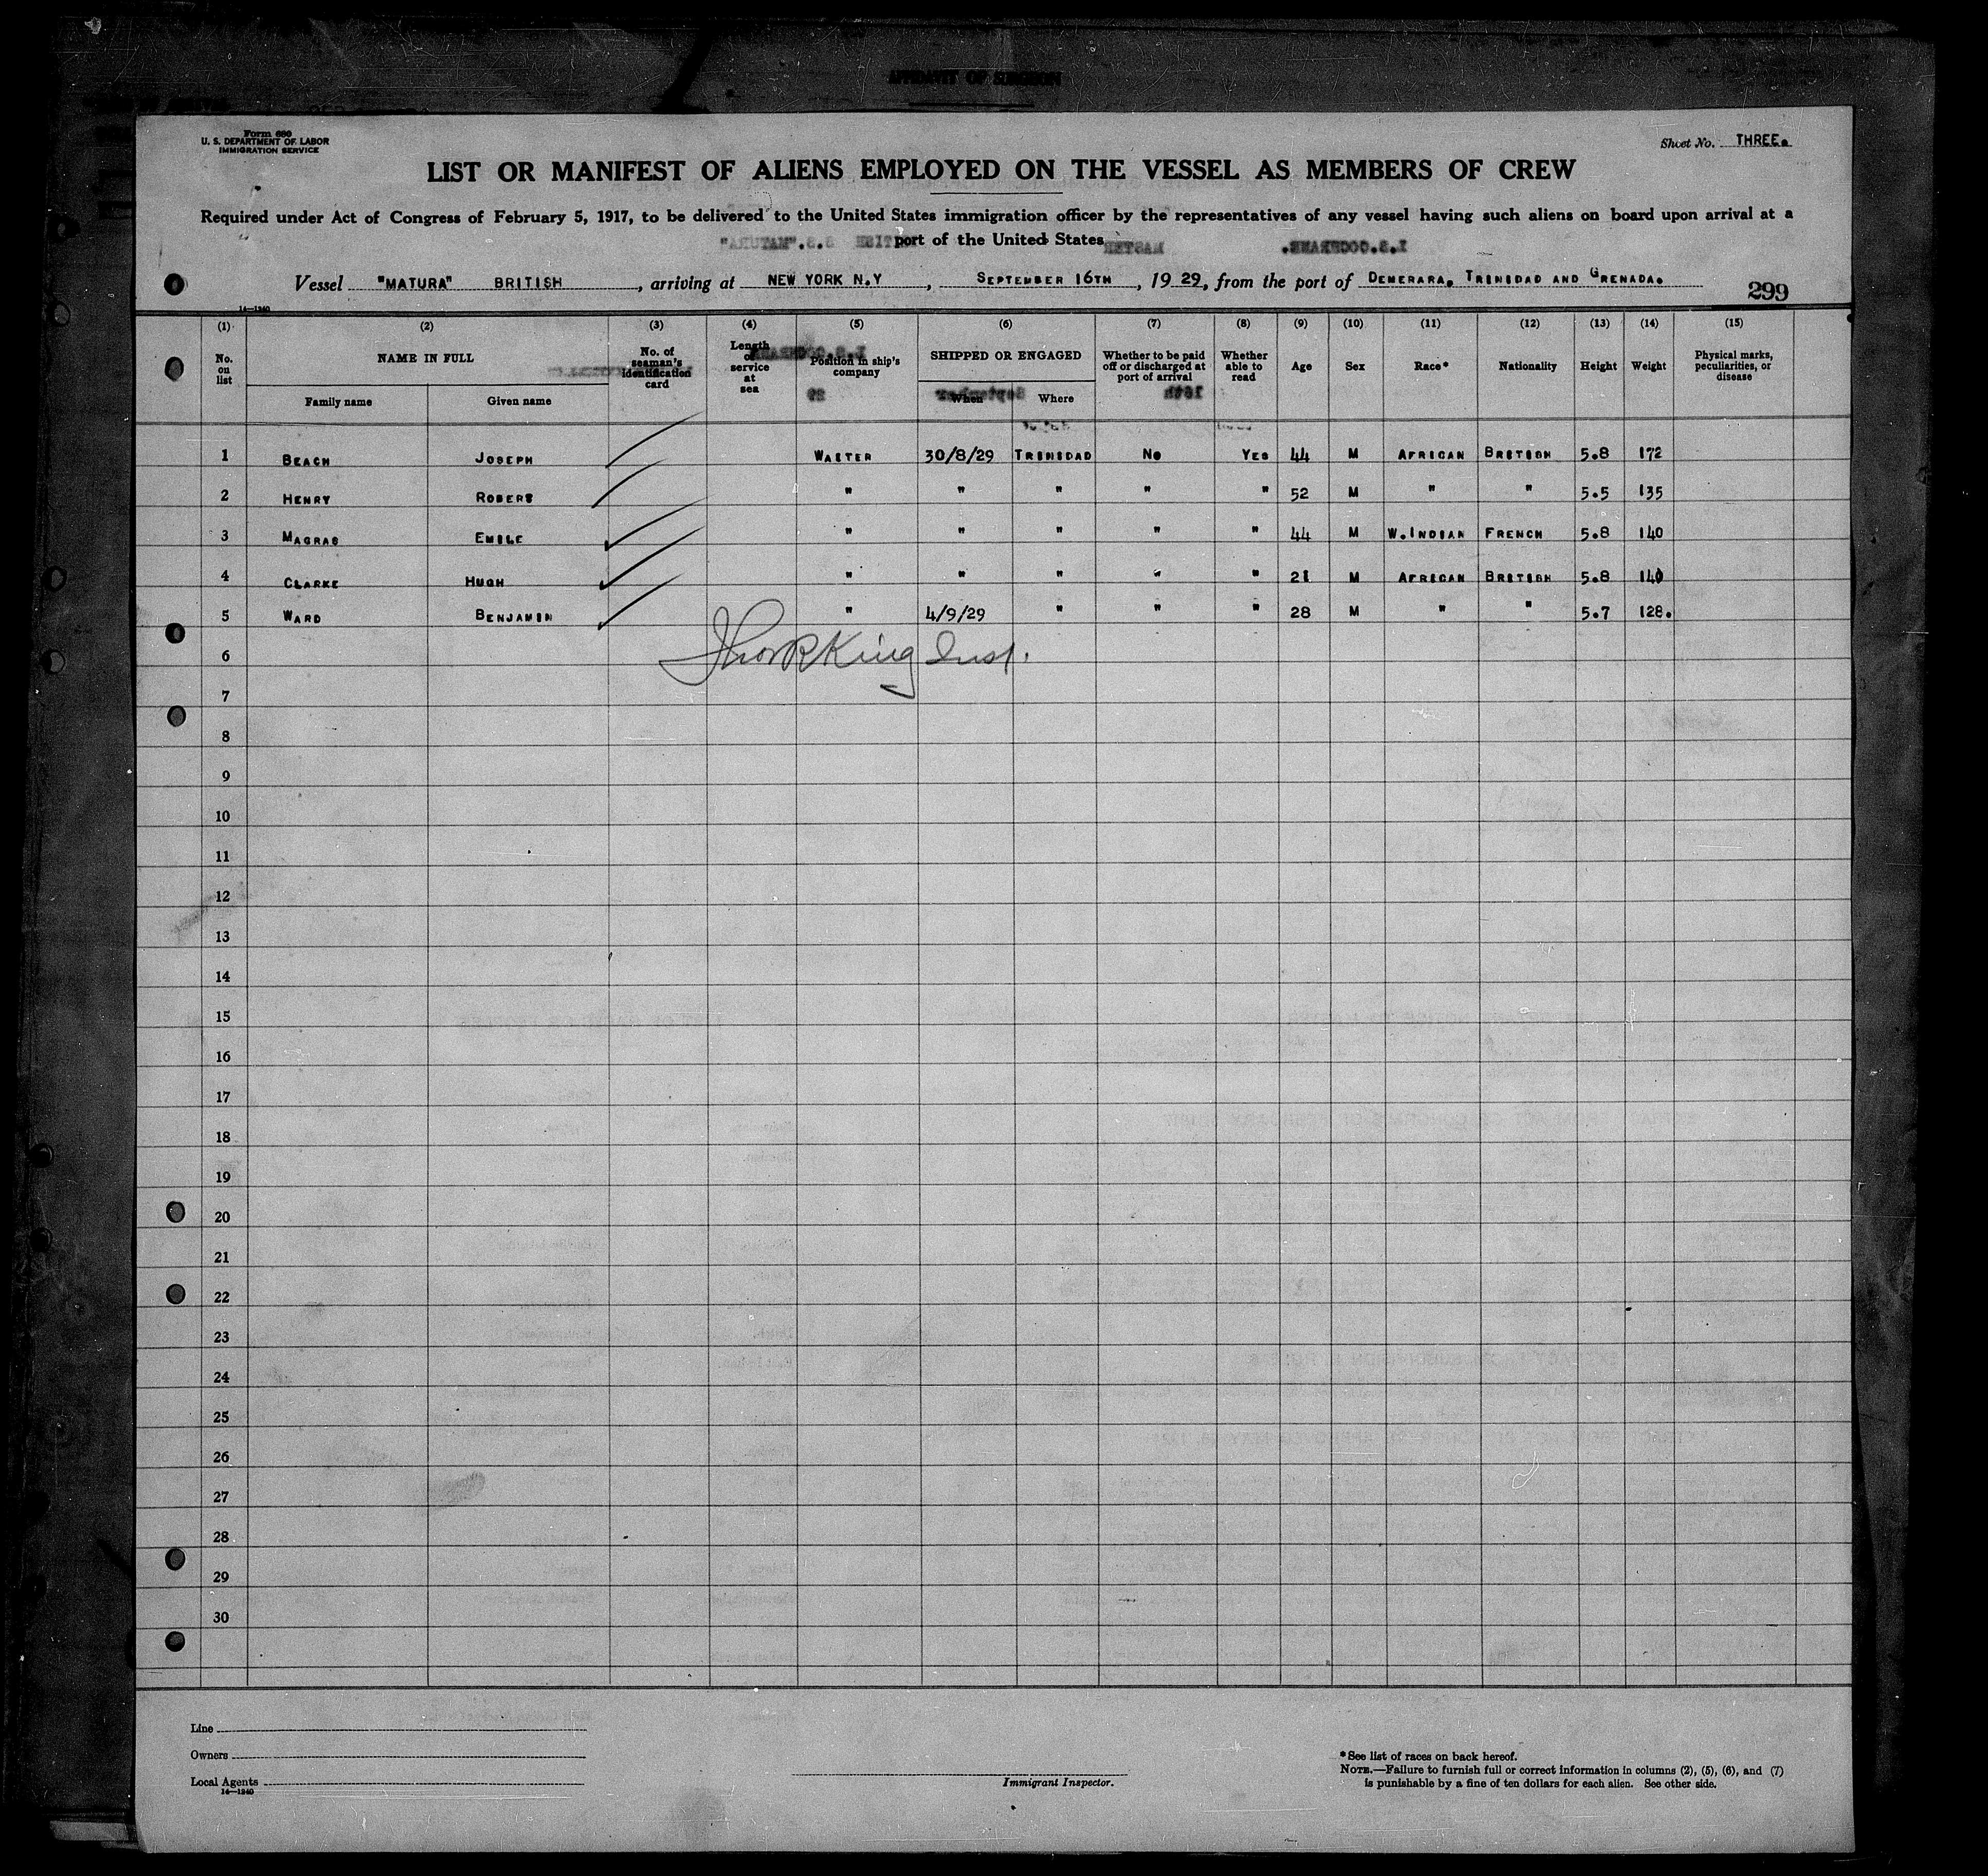 AFFIDAVIT OF SURGEON
Form 680
U. S. DEPARTMENT OF LABOR
IMMIGRATION SERVICE
Sheet No. THREE.
LIST OR MANIFEST OF ALIENS EMPLOYED ON THE VESSEL AS MEMBERS OF CREW
Required under Act of Congress of February 5, 1917, to be delivered to the United States immigration officer by the representatives of any vessel having such aliens on board upon arrival at a
port of the United States
Vessel "MATURA" BRITISH, arriving at NEW YORK N.Y, SEPTEMBER 16TH, 1929, from the port of DEMERARA. TRINIDAD AND GRENADA.
299
14—1240
(1) (2) (3) (4) (5) (6) (7) (8) (9) (10) (11) (12) (13) (14) (15)
No. on list NAME IN FULL Family name Given name No. of seaman's identification card Length of service at sea Position in ship's company SHIPPED OR ENGAGED When Where Whether to be paid off or discharged at port of arrival Whether able to read Age Sex Race* Nationality Height Weight Physical marks, peculiarities, or disease
1 BEACH JOSEPH WAITER 30/8/29 TRINIDAD NO YES 44 M AFRICAN BRITISH 5.8 172
2 HENRY ROBERT " " " " " 52 M " " 5.5 135
3 MAGRAS EMILE " " " " " 44 M W.INDIAN FRENCH 5.8 140
4 CLARKE HUGH " " " " " 21 M AFRICAN BRITISH 5.8 140
5 WARD BENJAMIN " 4/9/29 " " " 28 M " " 5.7 128.
6 King Insp.
7
8
9
10
11
12
13
14
15
16
17
18
19
20
21
22
23
24
25
26
27
28
29
30
Line
Owners
Local Agents
14—1240
Immigrant Inspector.
*See list of races on back hereof.
NOTE.—Failure to furnish full or correct information in columns (2), (5), (6), and (7)
is punishable by a fine of ten dollars for each alien. See other side.